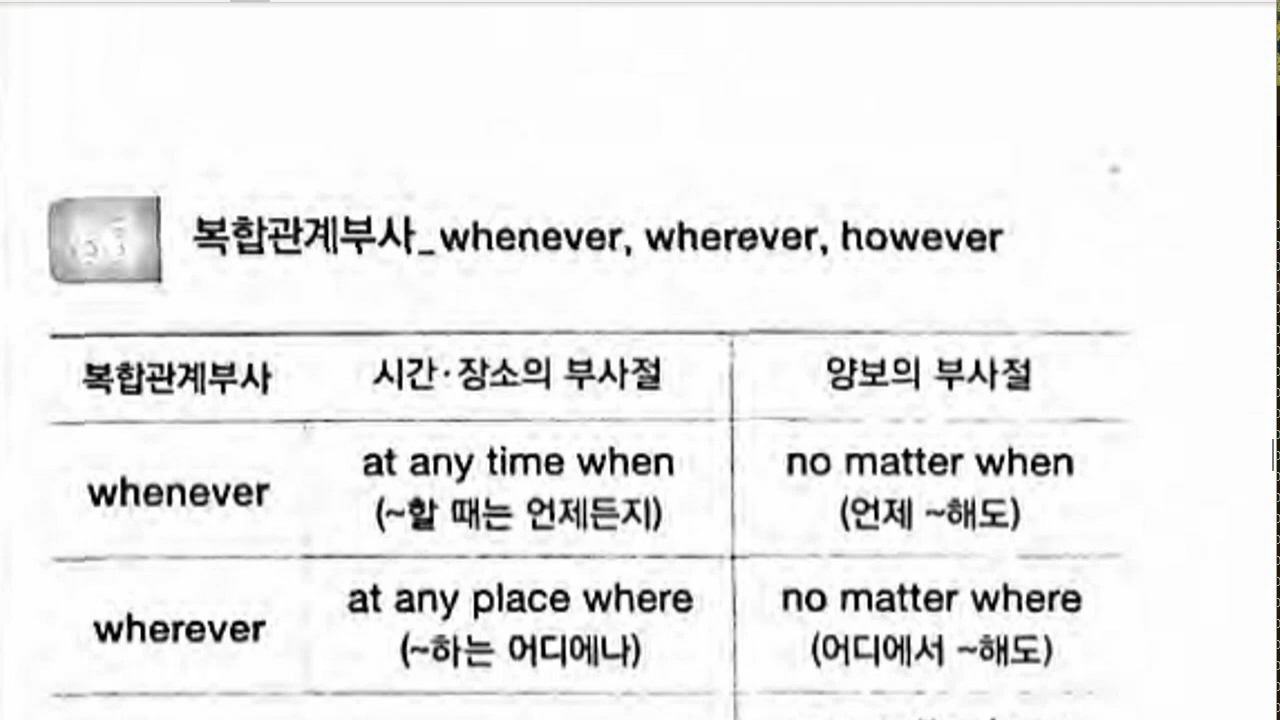 복합관계부사_whenever, wherever, however
복합관계부사 시간·장소의 부사절 양보의 부사절
whenever
at any time when
(~할 때는 언제든지)
no matter when
(언제 ~해도)
wherever
at any place where
(~하는 어디에나)
no matter where
(어디에서 ~해도)